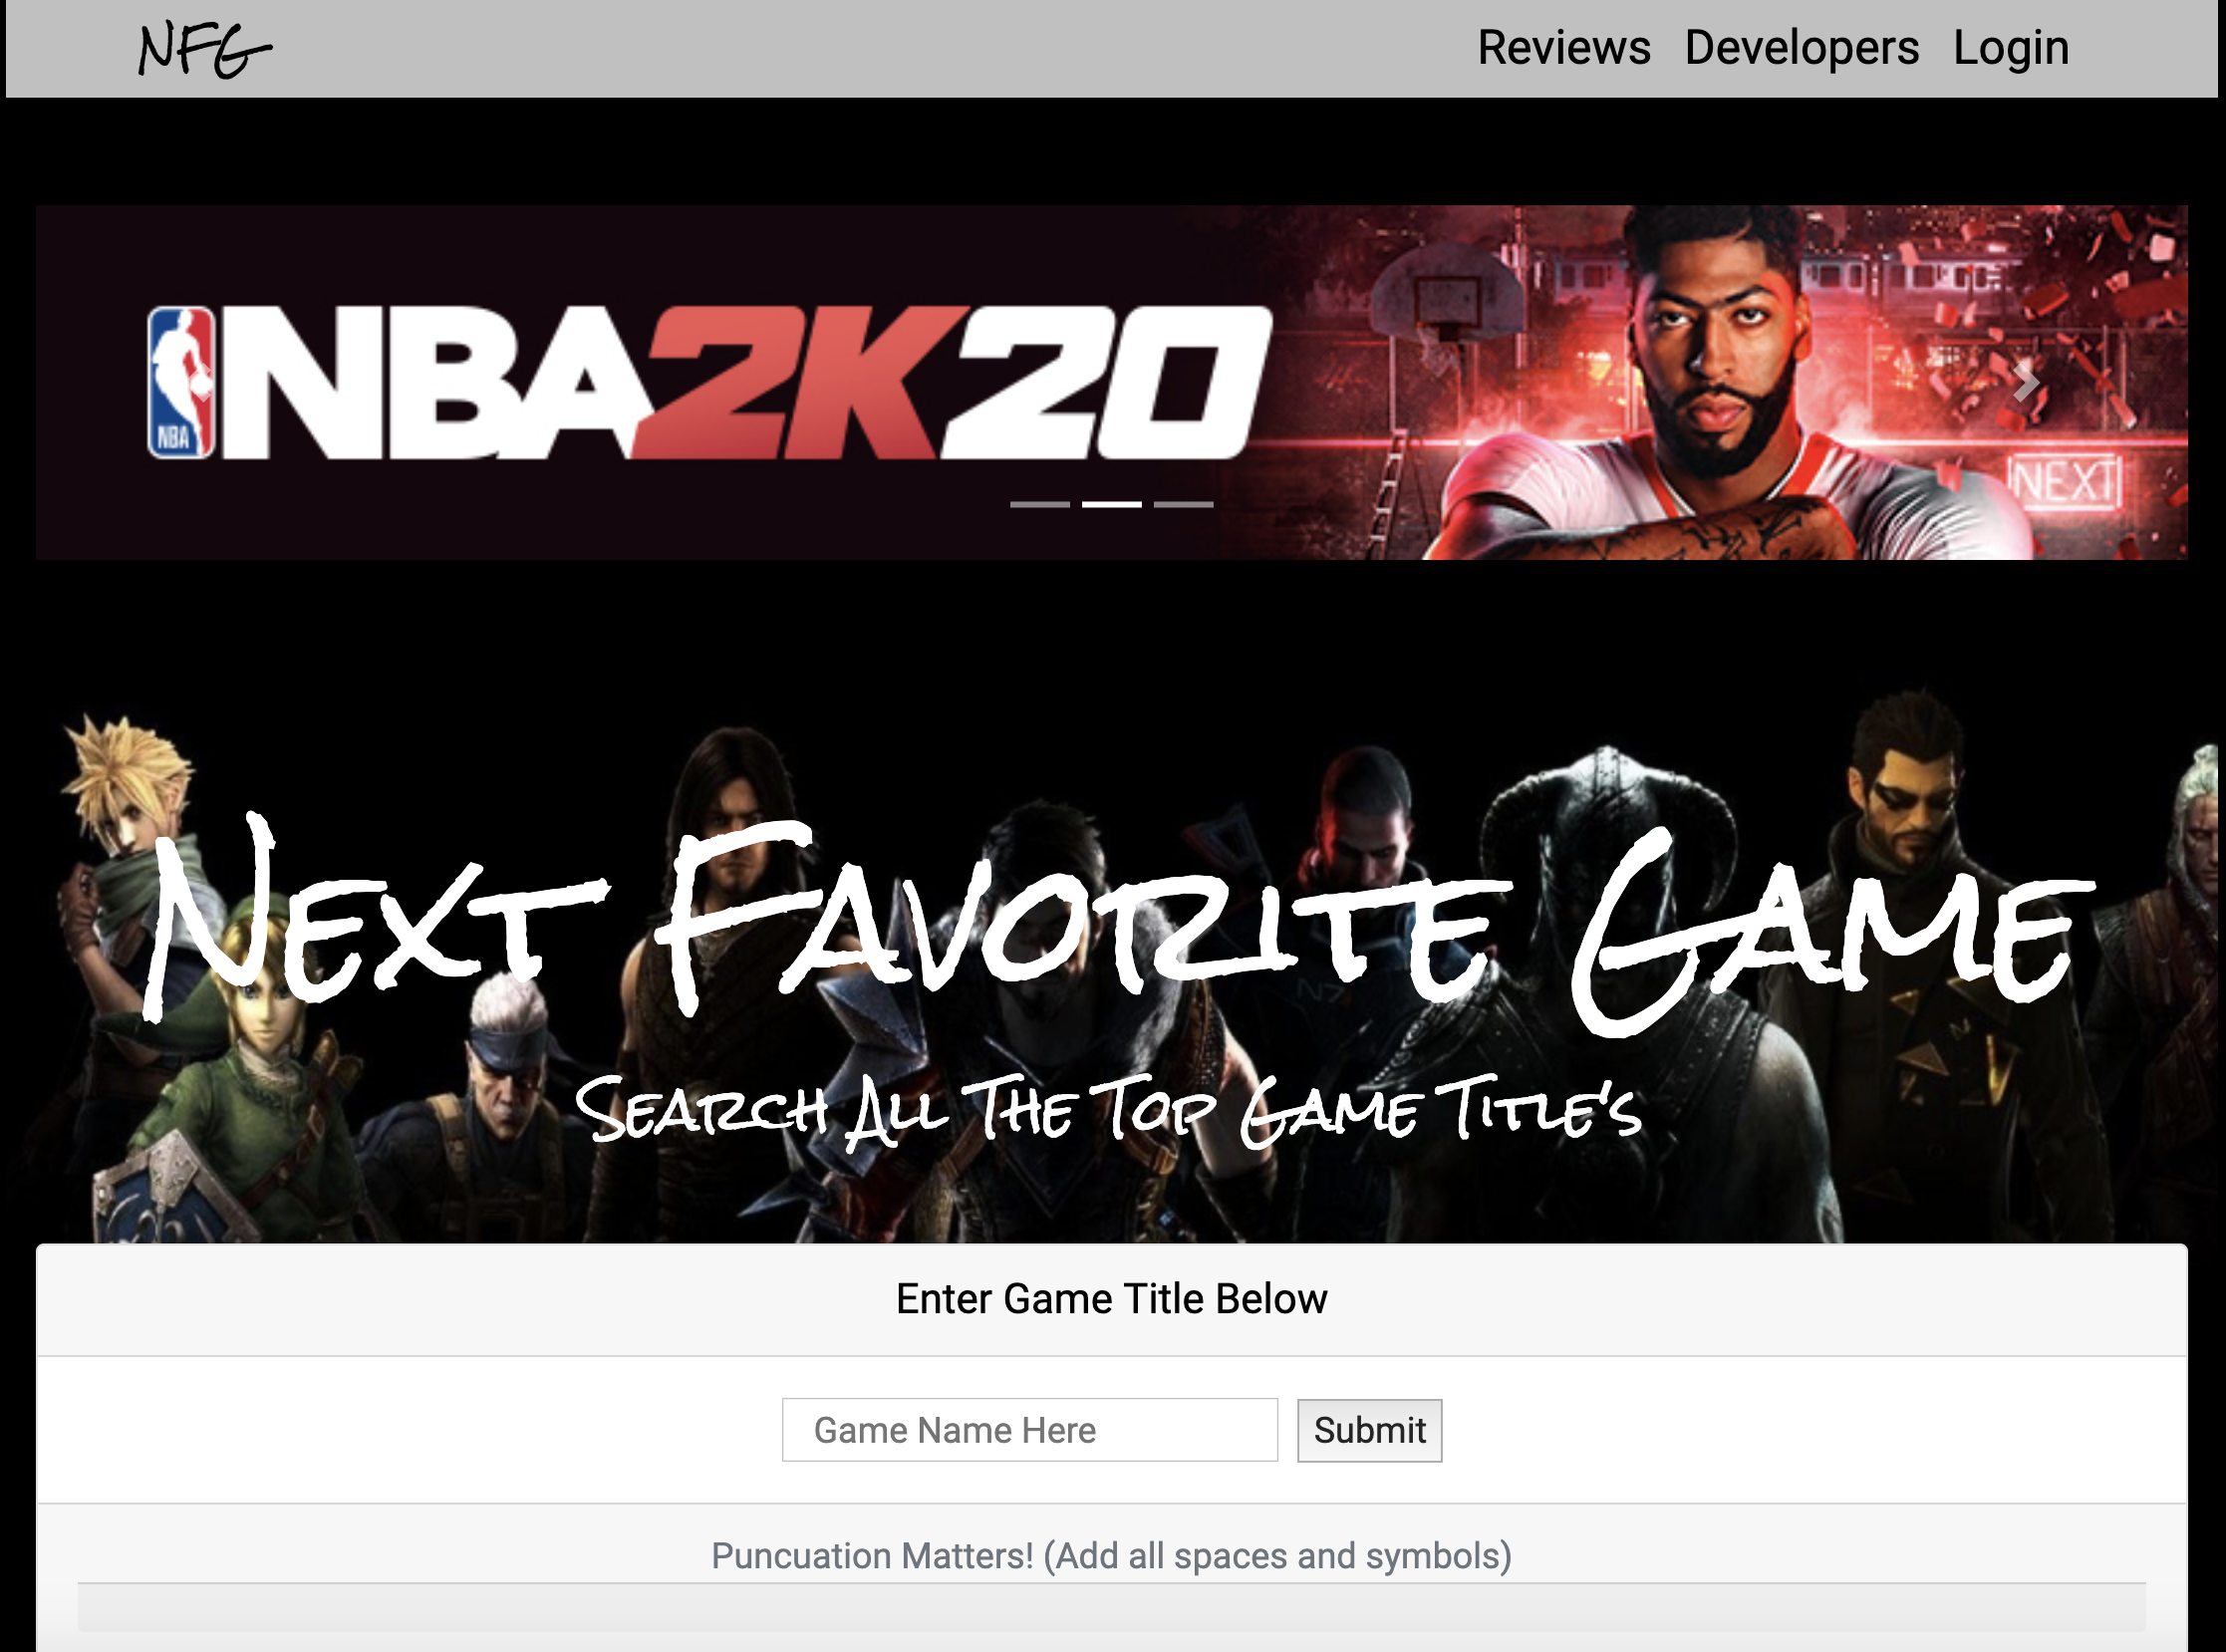 NFG
Reviews Developers Login
NBA2K20
NBA
NEXT
Next Favorite Game
N7
Search All The Top Game Title's
Enter Game Title Below
Game Name Here
Submit
Puncuation Matters! (Add all spaces and symbols)